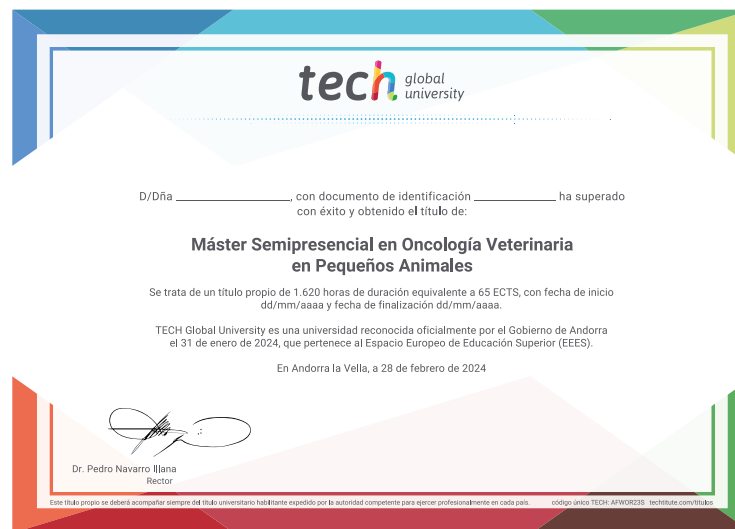 tech global
university
D/Dña ____________________, con documento de identificación ______________ ha superado
con éxito y obtenido el título de:
Máster Semipresencial en Oncología Veterinaria
en Pequeños Animales
Se trata de un título propio de 1.620 horas de duración equivalente a 65 ECTS, con fecha de inicio
dd/mm/aaaa y fecha de finalización dd/mm/aaaa.
TECH Global University es una universidad reconocida oficialmente por el Gobierno de Andorra
el 31 de enero de 2024, que pertenece al Espacio Europeo de Educación Superior (EEES).
En Andorra la Vella, a 28 de febrero de 2024
Dr. Pedro Navarro Illana
Rector
Este título propio se deberá acompañar siempre del título universitario habilitante expedido por la autoridad competente para ejercer profesionalmente en cada país. código único TECH: AFWOR23S techtitute.com/titulos